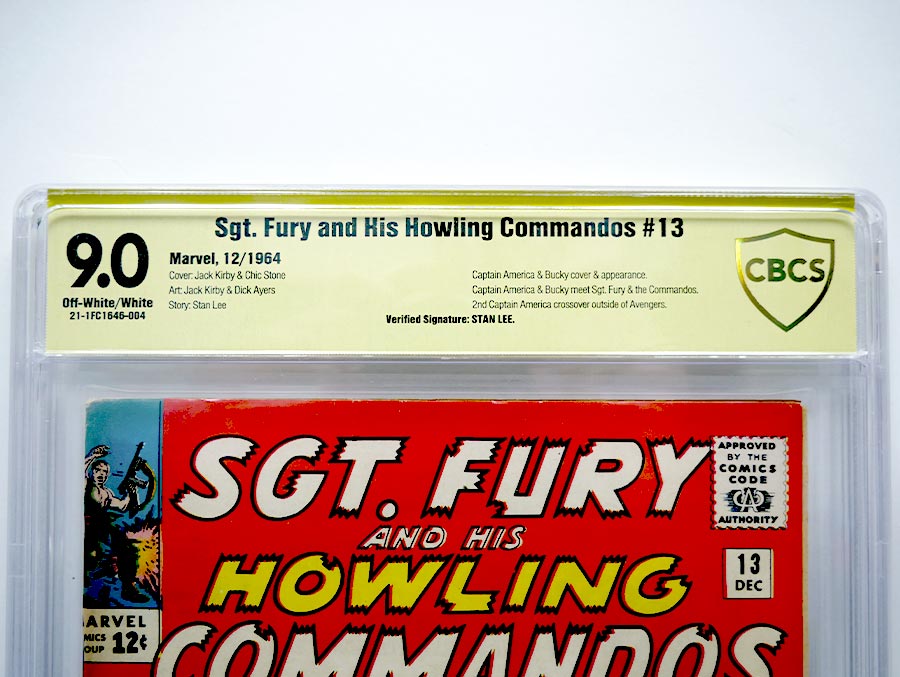 Sgt. Fury and His Howling Commandos #13
9.0
Off-White/White
21-1FC1646-004
Marvel, 12/1964
Cover: Jack Kirby & Chic Stone
Art: Jack Kirby & Dick Ayers
Story: Stan Lee
Captain America & Bucky cover & appearance.
Captain America & Bucky meet Sgt. Fury & the Commandos.
2nd Captain America crossover outside of Avengers.
Verified Signature: STAN LEE.
CBCS
SGT. FURY
AND HIS
HOWLING
COMMANDOS
APPROVED
BY THE
COMICS
CODE
AUTHORITY
13
DEC
ARVEL
MICS
OUP 12¢